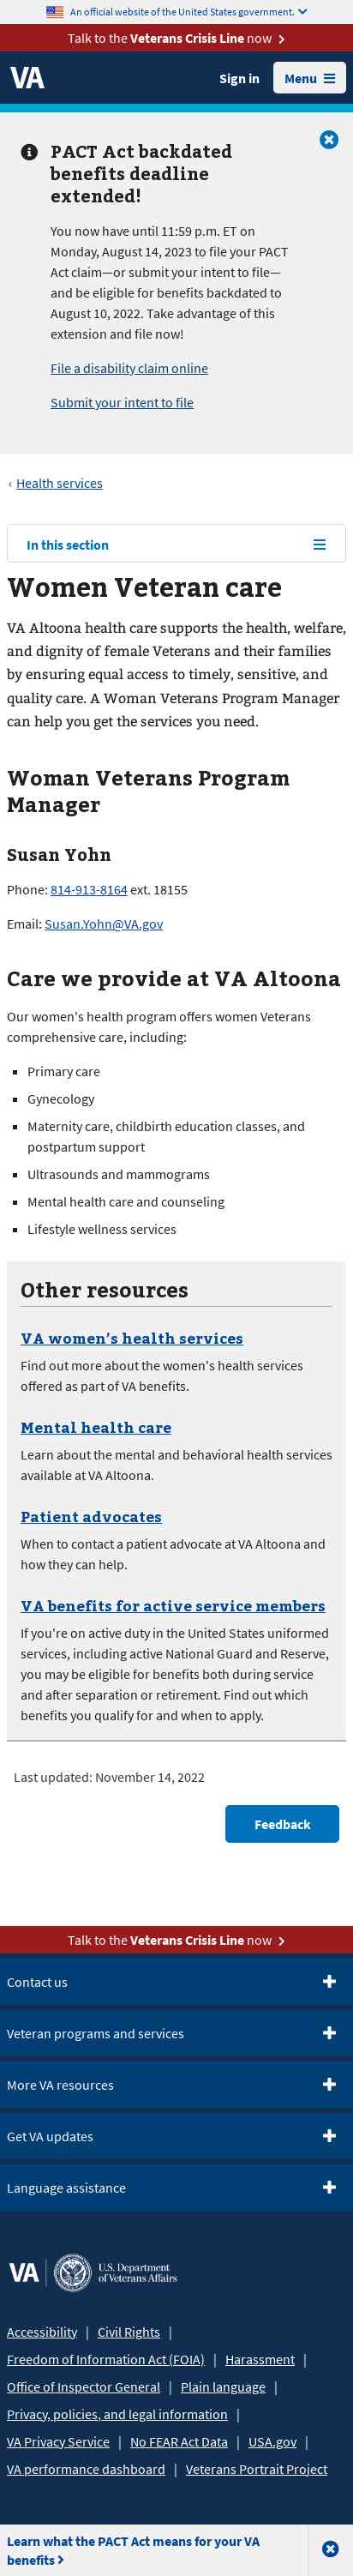 An official website of the United States government.
Talk to the Veterans Crisis Line now
VA
Sign in
Menu
PACT Act backdated
benefits deadline
extended!
You now have until 11:59 p.m. ET on
Monday, August 14, 2023 to file your PACT
Act claim—or submit your intent to file—
and be eligible for benefits backdated to
August 10, 2022. Take advantage of this
extension and file now!
File a disability claim online
Submit your intent to file
‹ Health services
In this section
Women Veteran care
VA Altoona health care supports the health, welfare,
and dignity of female Veterans and their families
by ensuring equal access to timely, sensitive, and
quality care. A Woman Veterans Program Manager
can help you get the services you need.
Woman Veterans Program
Manager
Susan Yohn
Phone: 814-913-8164 ext. 18155
Email: Susan.Yohn@VA.gov
Care we provide at VA Altoona
Our women's health program offers women Veterans
comprehensive care, including:
Primary care
Gynecology
Maternity care, childbirth education classes, and
postpartum support
Ultrasounds and mammograms
Mental health care and counseling
Lifestyle wellness services
Other resources
VA women’s health services
Find out more about the women's health services
offered as part of VA benefits.
Mental health care
Learn about the mental and behavioral health services
available at VA Altoona.
Patient advocates
When to contact a patient advocate at VA Altoona and
how they can help.
VA benefits for active service members
If you're on active duty in the United States uniformed
services, including active National Guard and Reserve,
you may be eligible for benefits both during service
and after separation or retirement. Find out which
benefits you qualify for and when to apply.
Last updated: November 14, 2022
Feedback
Talk to the Veterans Crisis Line now
Contact us
Veteran programs and services
More VA resources
Get VA updates
Language assistance
VA | U.S. Department
of Veterans Affairs
Accessibility | Civil Rights |
Freedom of Information Act (FOIA) | Harassment |
Office of Inspector General | Plain language |
Privacy, policies, and legal information |
VA Privacy Service | No FEAR Act Data | USA.gov |
VA performance dashboard | Veterans Portrait Project
Learn what the PACT Act means for your VA
benefits